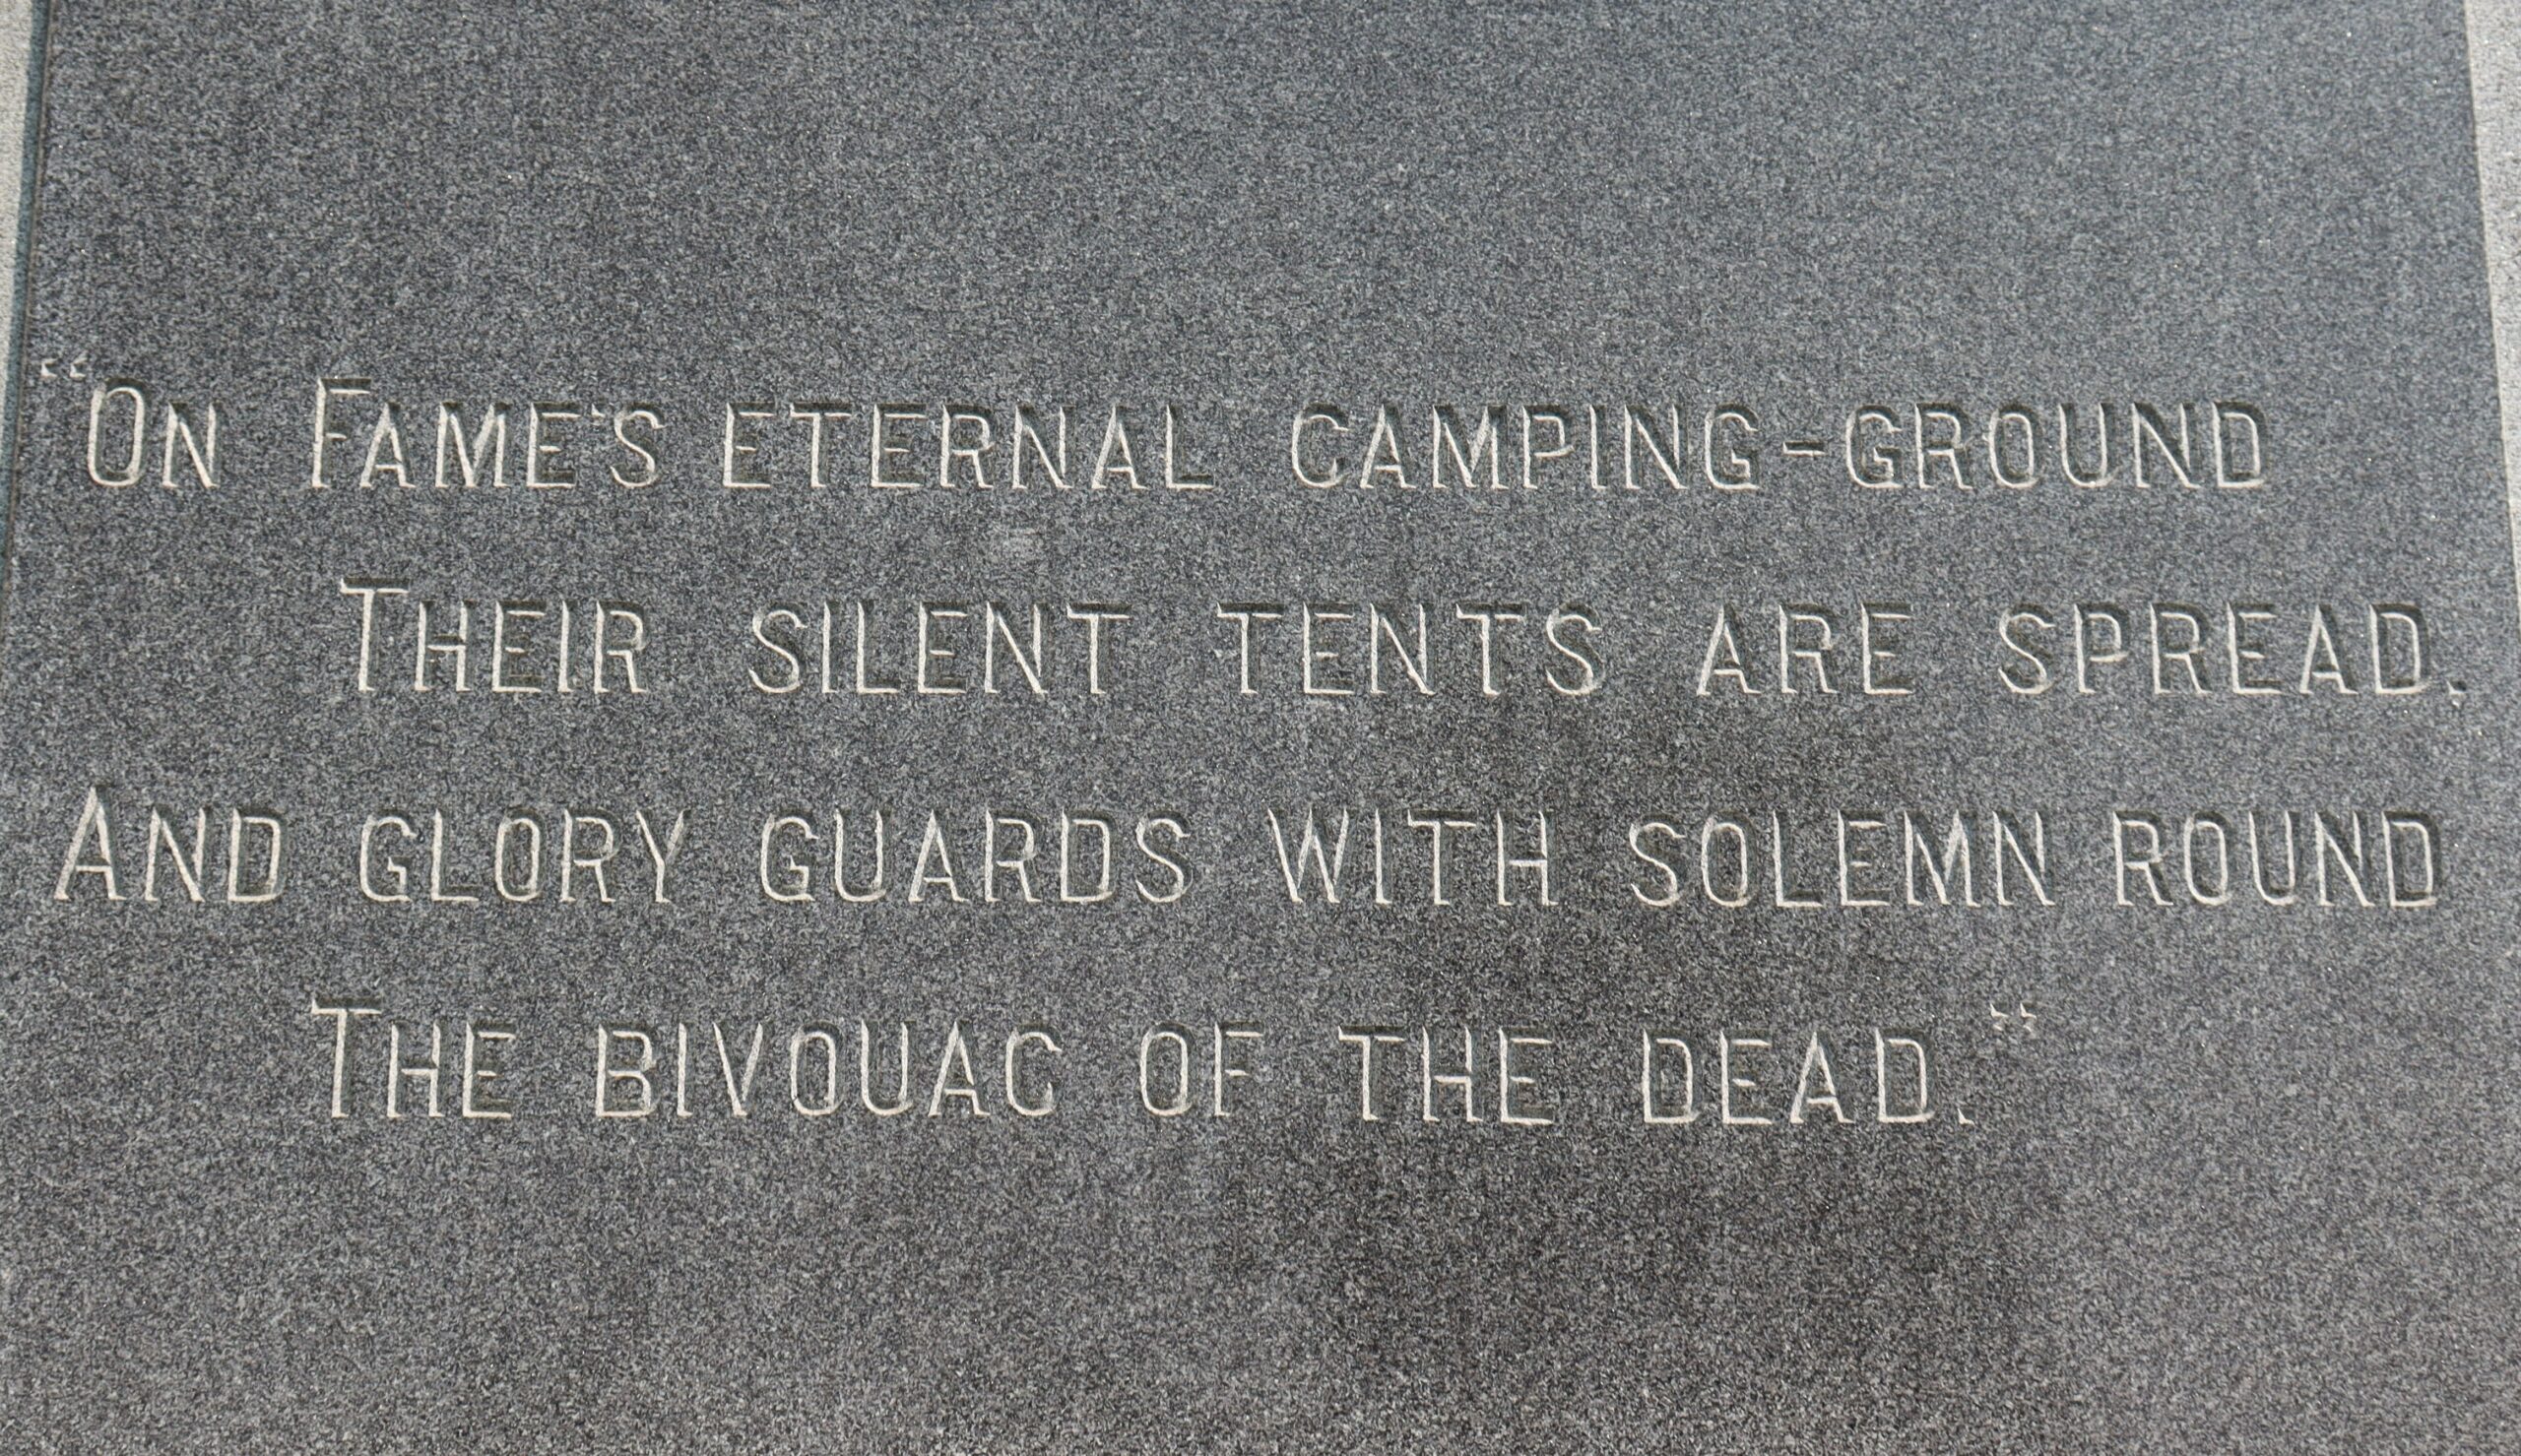 “On Fame's eternal camping-ground
Their silent tents are spread,
And glory guards with solemn round
The bivouac of the dead.”